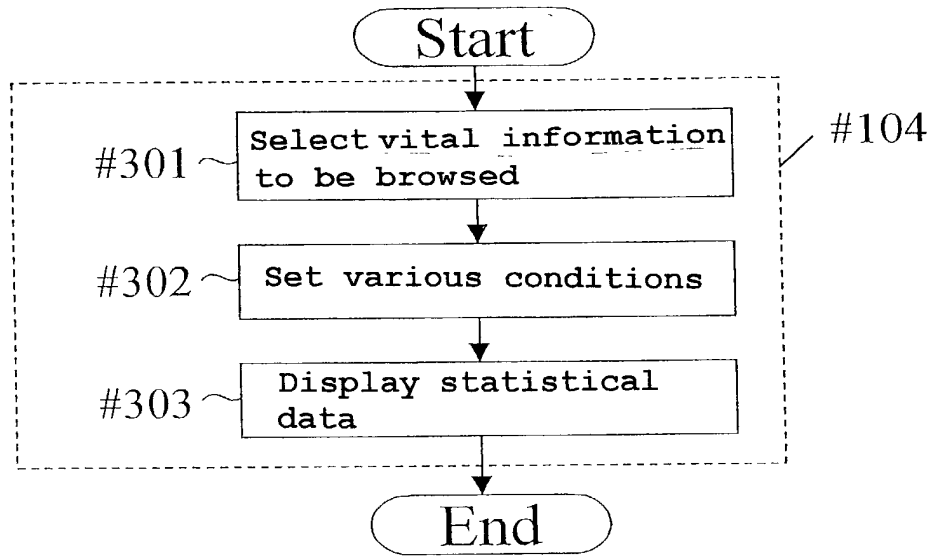 Start
#104
#301
Select vital information
to be browsed
#302
Set various conditions
#303
Display statistical
data
End